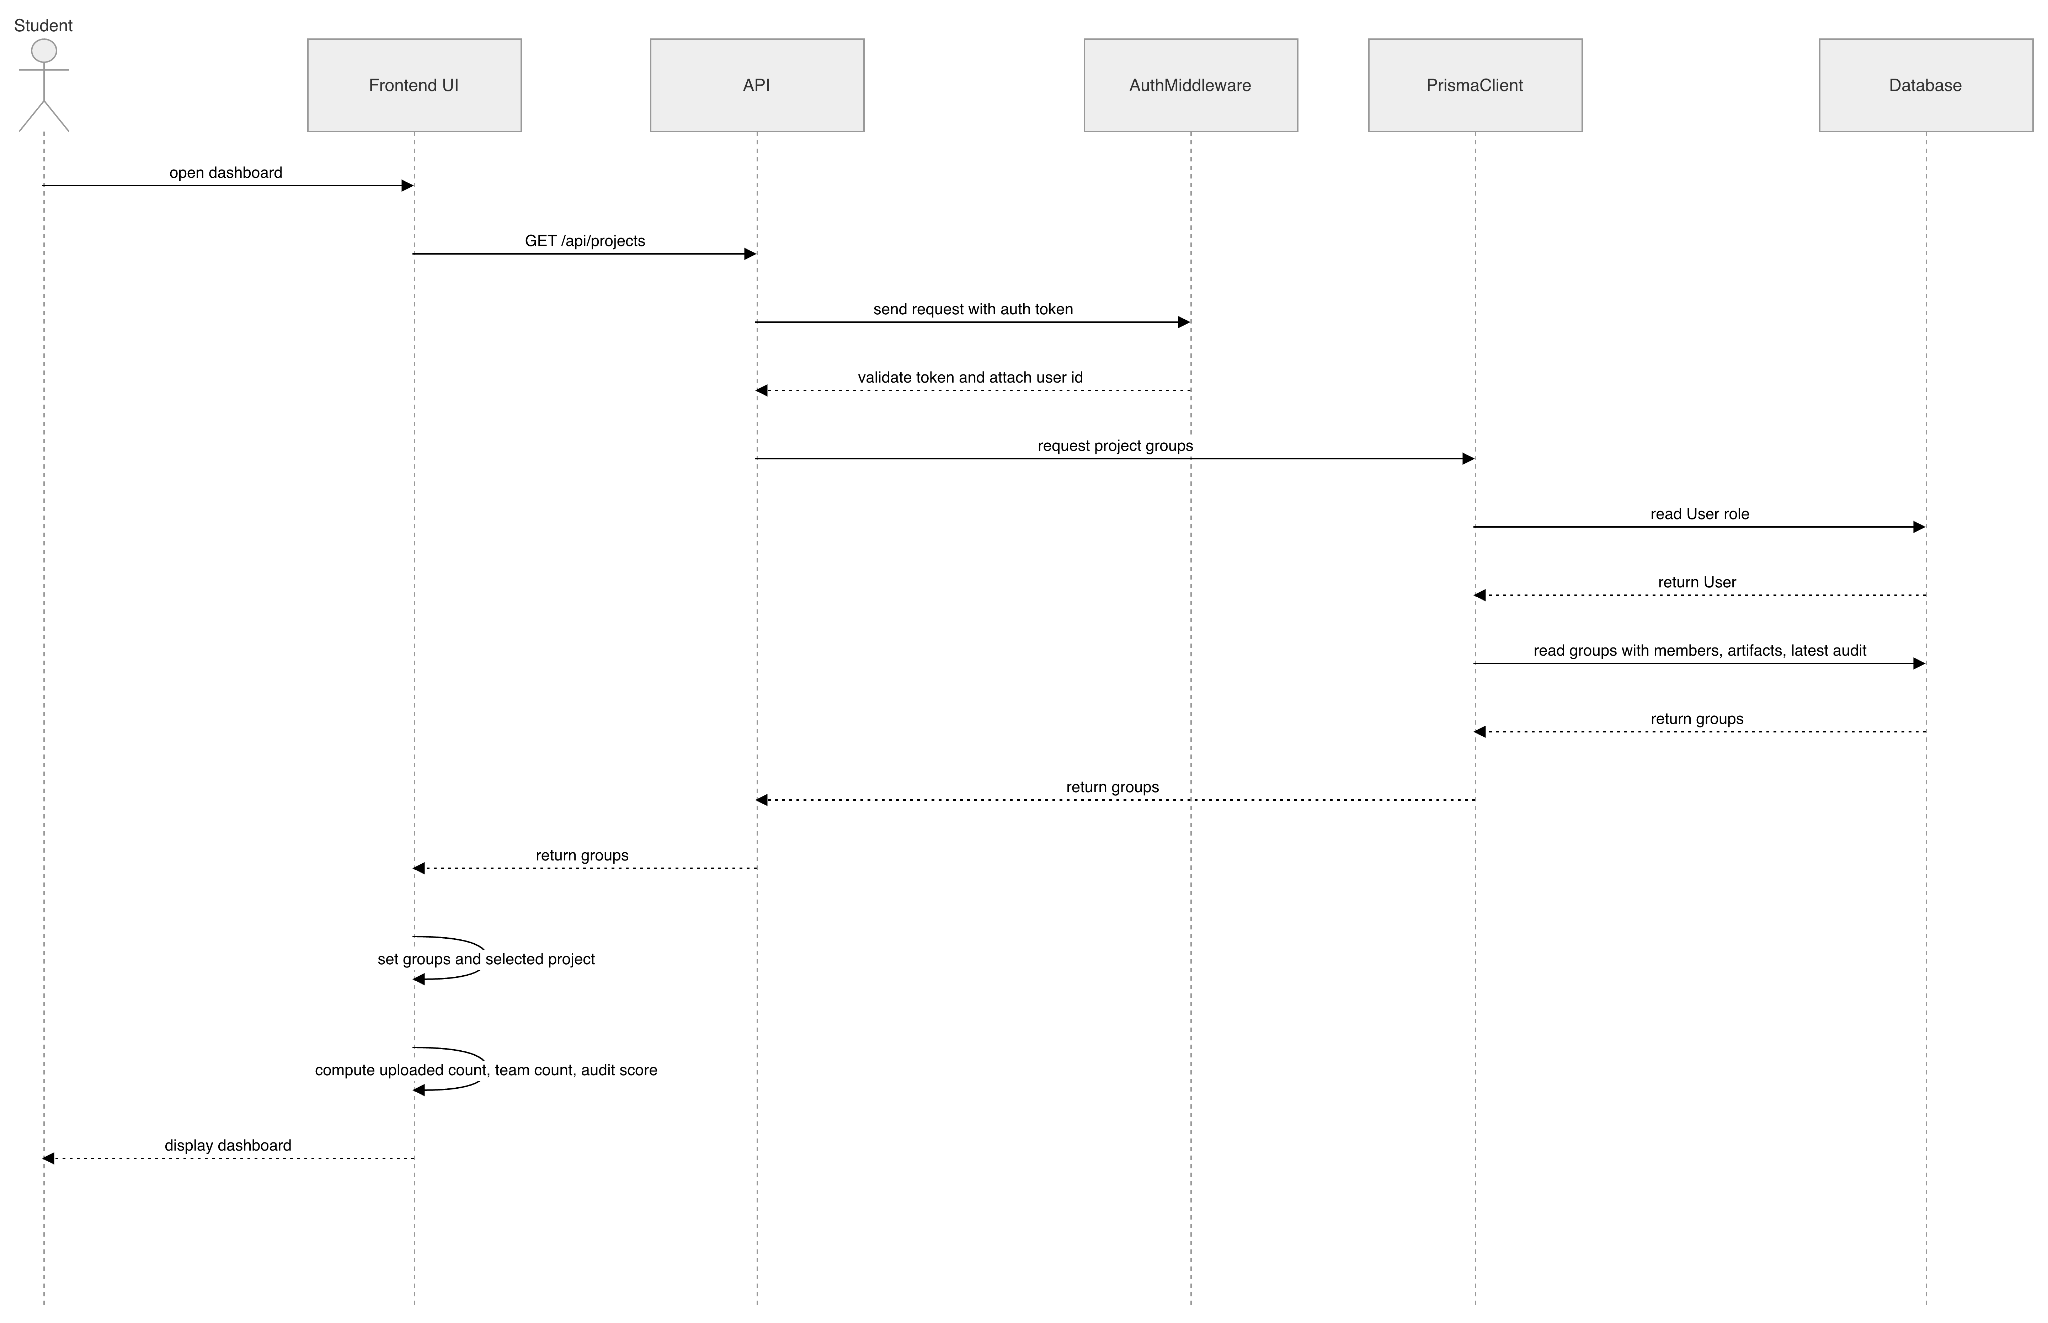 Student
Frontend UI
API
AuthMiddleware
PrismaClient
Database
open dashboard
GET /api/projects
send request with auth token
validate token and attach user id
request project groups
read User role
return User
read groups with members, artifacts, latest audit
return groups
return groups
return groups
set groups and selected project
compute uploaded count, team count, audit score
display dashboard